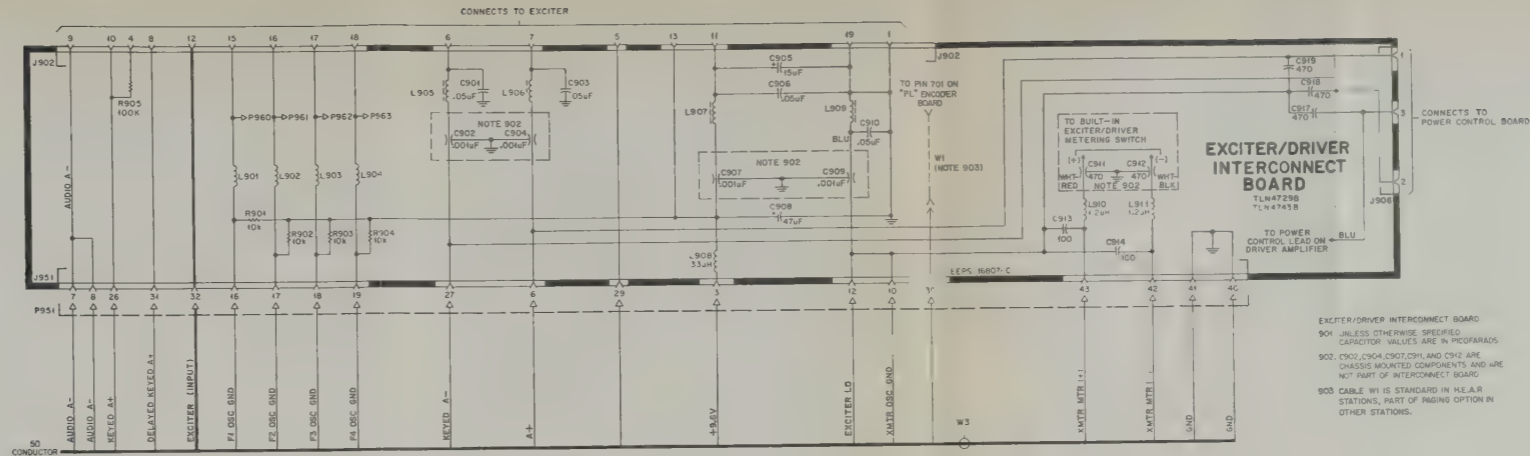 CONNECTS TO EXCITER
9 10 4 8 12 15 16 17 18 6 7 5 13 11 19 1
J902
J902
R905
100K
P960
P961
P962
P963
AUDIO A-
L901
L902
L903
L904
R901
10k
R902
10k
R903
10k
R904
10k
L905
C901
.05uF
L906
C903
.05uF
NOTE 902
C902
.001uF
C904
.001uF
C905
15uF
C906
.05uF
L907
L909
BLU
C910
.05uF
NOTE 902
C907
.001uF
C909
.001uF
C908
47uF
L908
33uH
TO PIN 701 ON
"PL" ENCODER
BOARD
W1
(NOTE 903)
TO BUILT-IN
EXCITER/DRIVER
METERING SWITCH
(+)
(-)
C911
470
C912
470
WHT-
RED
NOTE 902
WHT-
BLK
L910
1.2uH
L911
1.2uH
C913
100
C914
100
C919
470
C918
470
C917
470
1
3
2
J906
CONNECTS TO
POWER CONTROL BOARD
EXCITER/DRIVER
INTERCONNECT
BOARD
TLN4729B
TLN4745B
TO POWER
CONTROL LEAD ON
DRIVER AMPLIFIER
BLU
EEPS 16807-C
J951
7 8 26 31 32 16 17 18 19 27 6 29 3 12 10 43 42 41 40
P951
AUDIO A-
AUDIO A-
KEYED A+
DELAYED KEYED A+
EXCITER (INPUT)
F1 OSC GND
F2 OSC GND
F3 OSC GND
F4 OSC GND
KEYED A-
A+
+9.6V
EXCITER LO
XMTR OSC GND
W3
XMTR MTR (+)
XMTR MTR (-)
GND
GND
50
CONDUCTOR
EXCITER/DRIVER INTERCONNECT BOARD
901 UNLESS OTHERWISE SPECIFIED
CAPACITOR VALUES ARE IN PICOFARADS
902. C902,C904,C907,C911, AND C912 ARE
CHASSIS MOUNTED COMPONENTS AND ARE
NOT PART OF INTERCONNECT BOARD
903 CABLE W1 IS STANDARD IN H.E.A.R
STATIONS, PART OF PAGING OPTION IN
OTHER STATIONS.